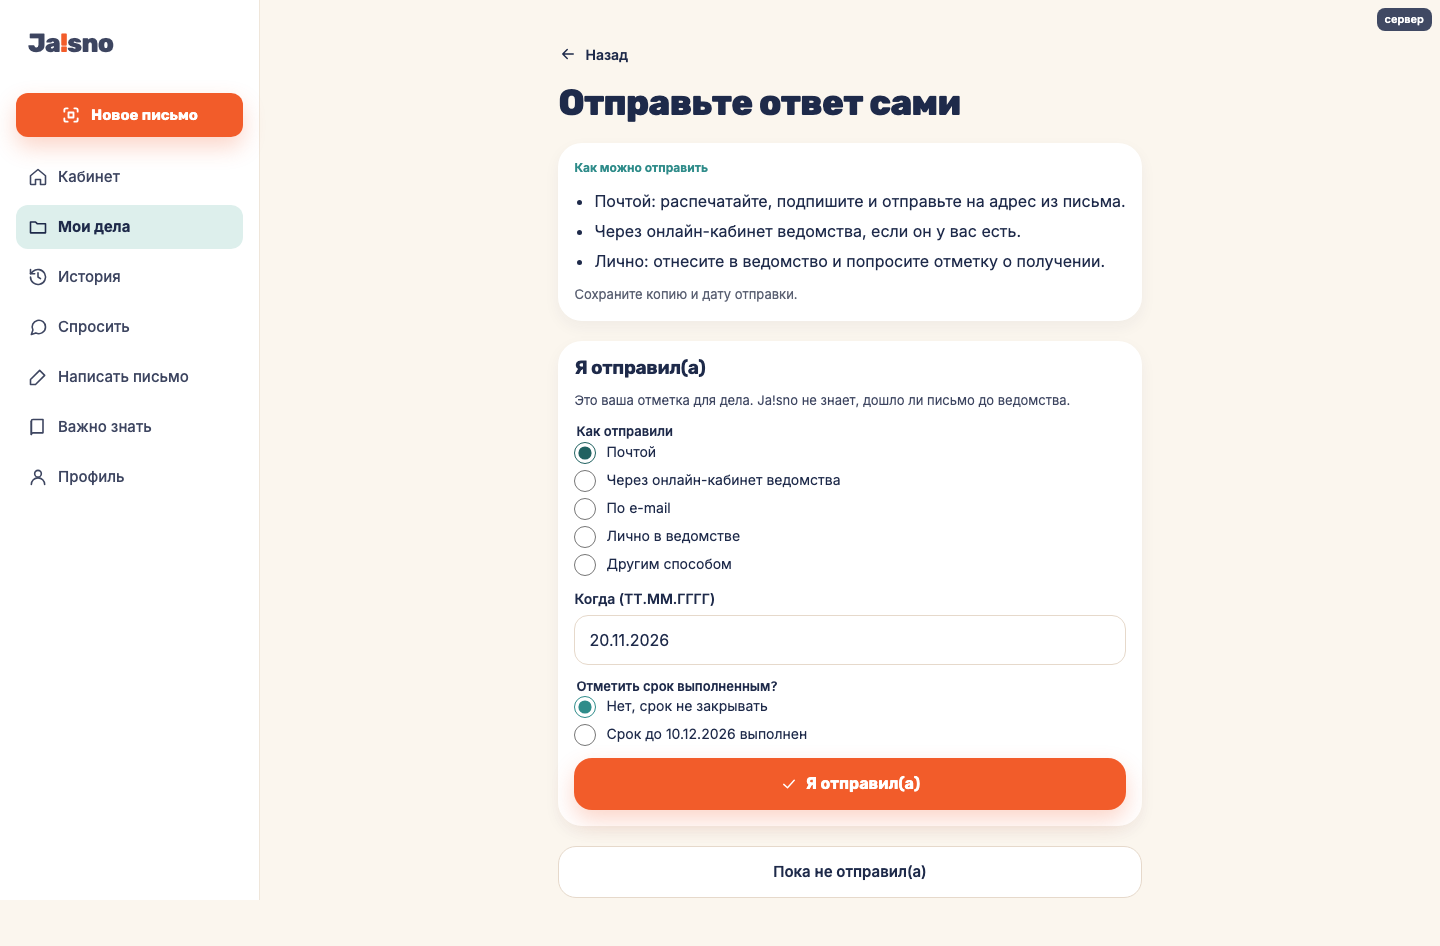 Ja!sno
сервер
Новое письмо
Кабинет
Мои дела
История
Спросить
Написать письмо
Важно знать
Профиль
Назад
Отправьте ответ сами
Как можно отправить
• Почтой: распечатайте, подпишите и отправьте на адрес из письма.
• Через онлайн-кабинет ведомства, если он у вас есть.
• Лично: отнесите в ведомство и попросите отметку о получении.
Сохраните копию и дату отправки.
Я отправил(а)
Это ваша отметка для дела. Ja!sno не знает, дошло ли письмо до ведомства.
Как отправили
Почтой
Через онлайн-кабинет ведомства
По e-mail
Лично в ведомстве
Другим способом
Когда (ТТ.ММ.ГГГГ)
20.11.2026
Отметить срок выполненным?
Нет, срок не закрывать
Срок до 10.12.2026 выполнен
Я отправил(а)
Пока не отправил(а)